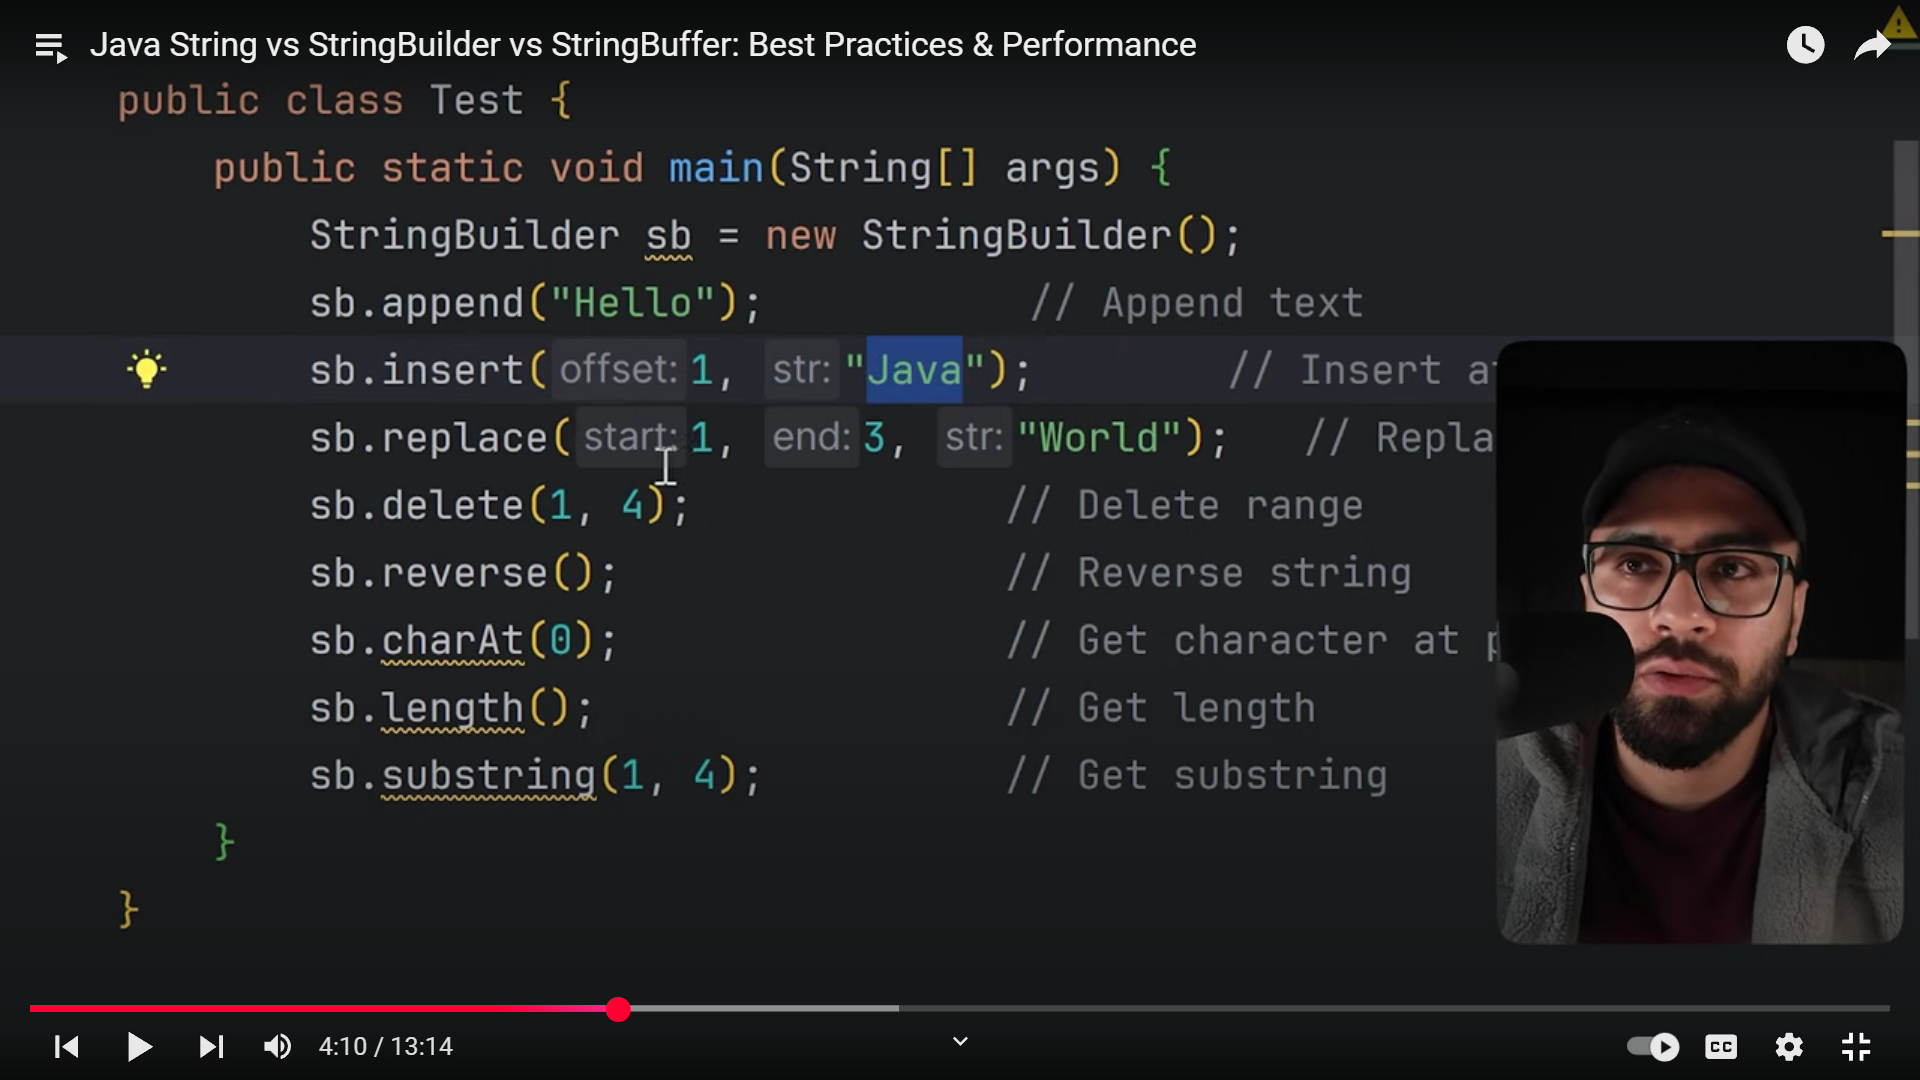 Java String vs StringBuilder vs StringBuffer: Best Practices & Performance
public class Test {
public static void main(String[] args) {
StringBuilder sb = new StringBuilder();
sb.append("Hello"); // Append text
sb.insert( offset: 1, str: "Java"); // Insert
sb.replace( start: 1, end: 3, str: "World"); // Repla
sb.delete(1, 4); // Delete range
sb.reverse(); // Reverse string
sb.charAt(0); // Get character at
sb.length(); // Get length
sb.substring(1, 4); // Get substring
}
}
4:10 / 13:14
CC